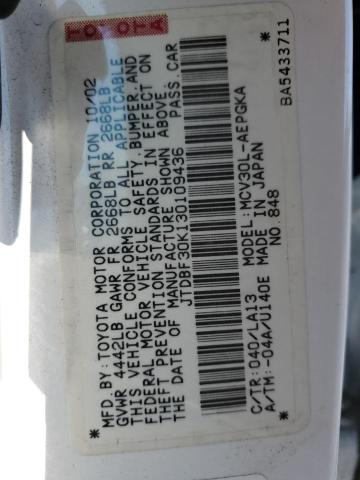 TOYOTA TOYOTA
MFD. BY: TOYOTA MOTOR CORPORATION 10/02
GVWR 4442LB GAWR FR 2668LB RR 2668LB
THIS VEHICLE CONFORMS TO ALL APPLICABLE
FEDERAL MOTOR VEHICLE SAFETY, BUMPER, AND
THEFT PREVENTION STANDARDS IN EFFECT ON
THE DATE OF MANUFACTURE SHOWN ABOVE.
JTDBF30K130109436 PASS. CAR
* *
C/TR: 040/LA13 MODEL: MCV30L-AEPGKA
A/TM: -04A/U140E MADE IN JAPAN
* NO. 848 BA5433711